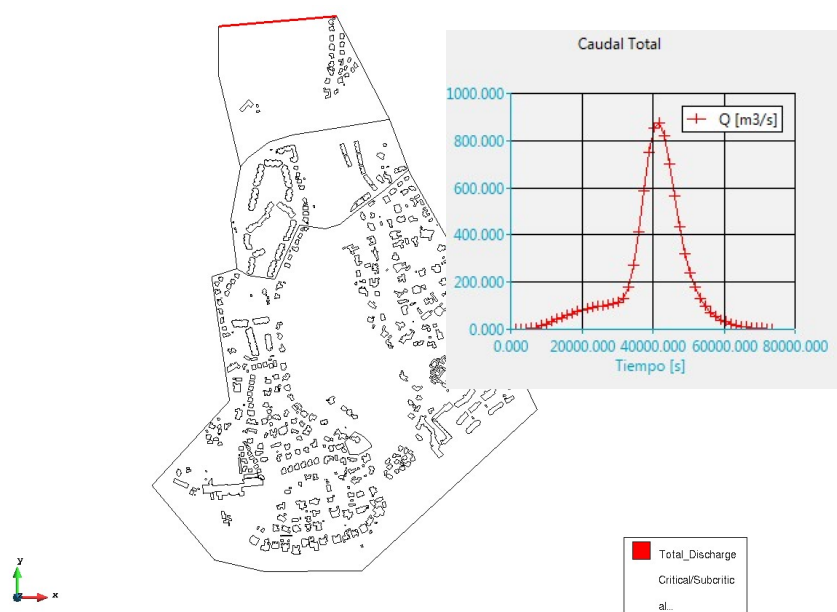 Caudal Total
1000.000
Q [m3/s]
800.000
600.000
400.000
200.000
0.000
0.000 20000.000 40000.000 60000.000 80000.000
Tiempo [s]
Total_Discharge
Critical/Subcritic
al...
y
x